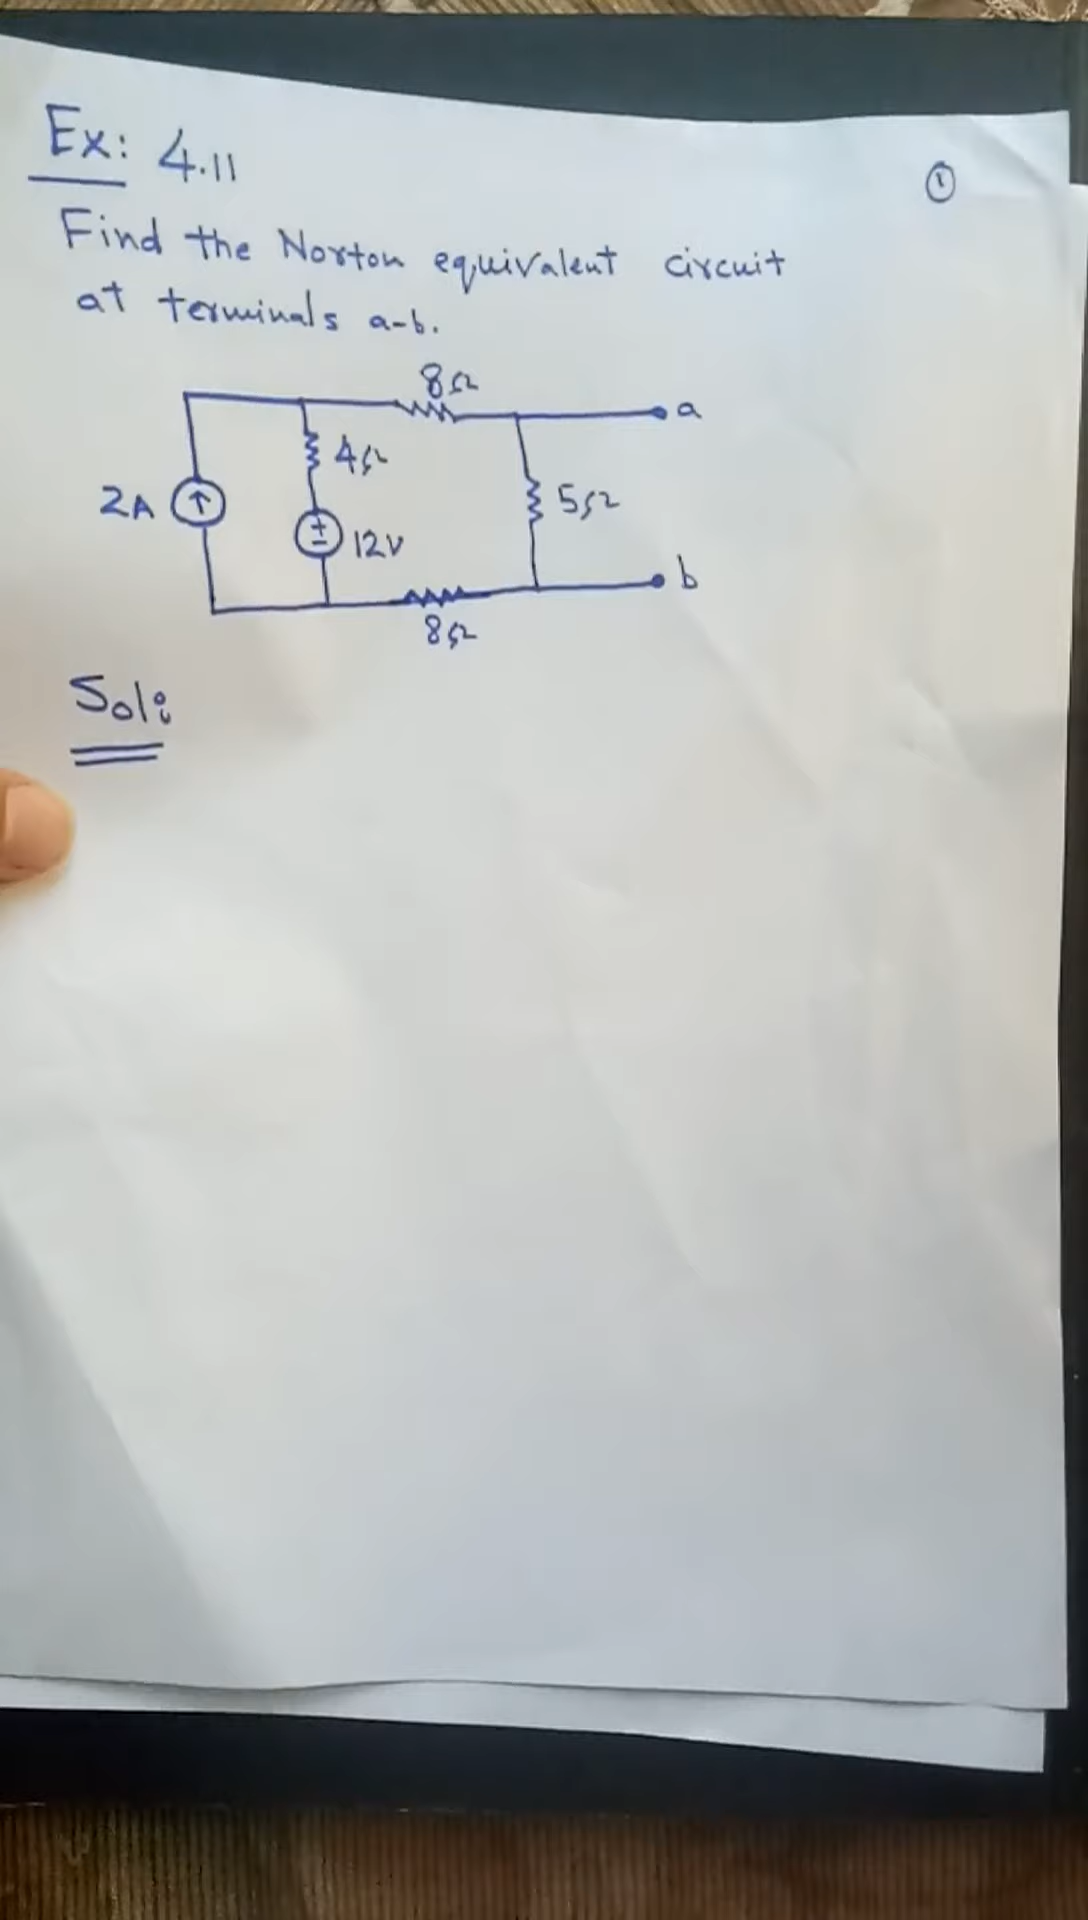 Ex: 4.11
①
Find the Norton equivalent circuit
at terminals a-b.
8Ω
a
4Ω
2A
5Ω
12V
b
8Ω
Sol: